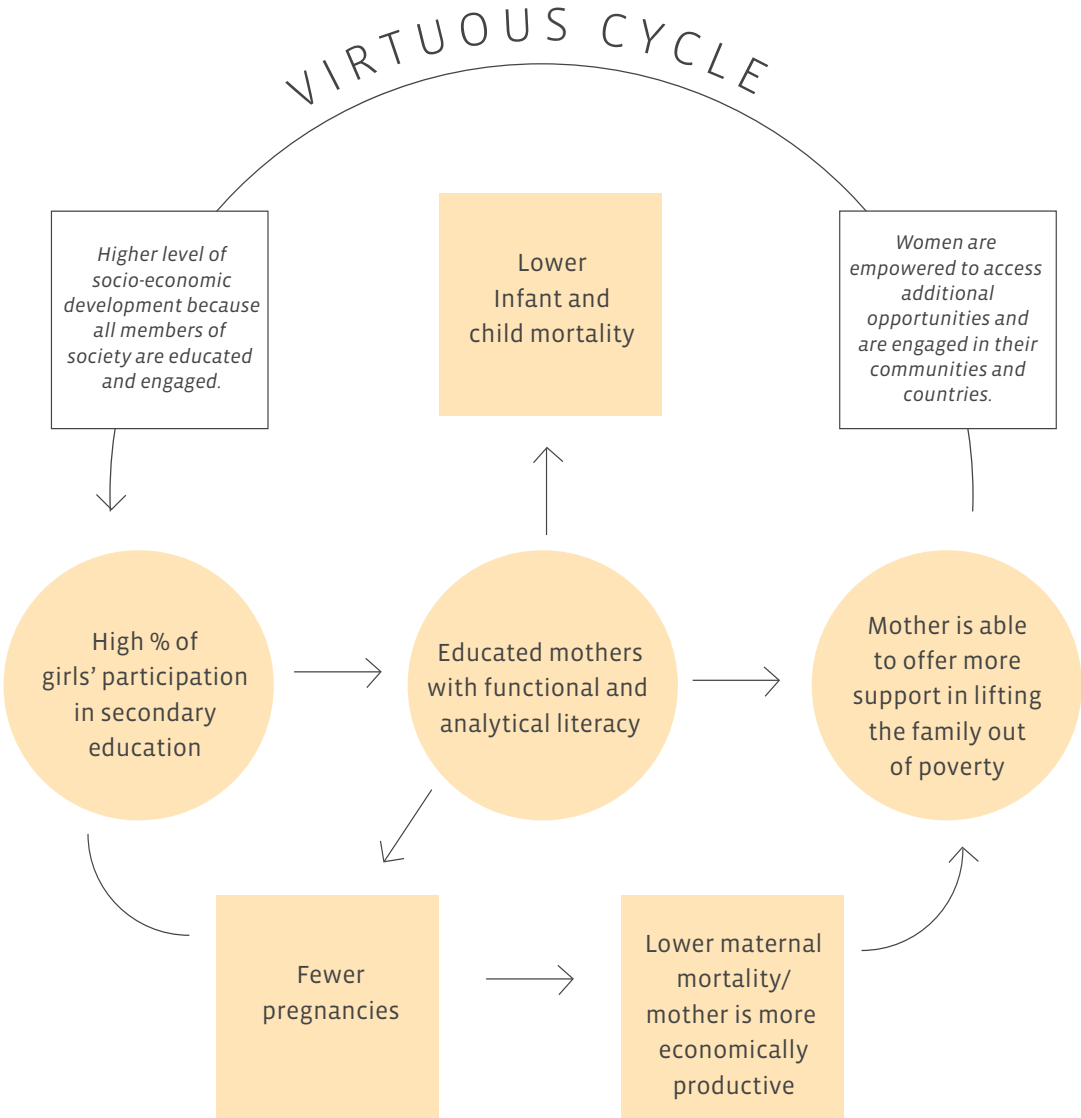 VIRTUOUS CYCLE
Higher level of
socio-economic
development because
all members of
society are educated
and engaged.
Lower
Infant and
child mortality
Women are
empowered to access
additional
opportunities and
are engaged in their
communities and
countries.
High % of
girls’ participation
in secondary
education
Educated mothers
with functional and
analytical literacy
Mother is able
to offer more
support in lifting
the family out
of poverty
Fewer
pregnancies
Lower maternal
mortality/
mother is more
economically
productive